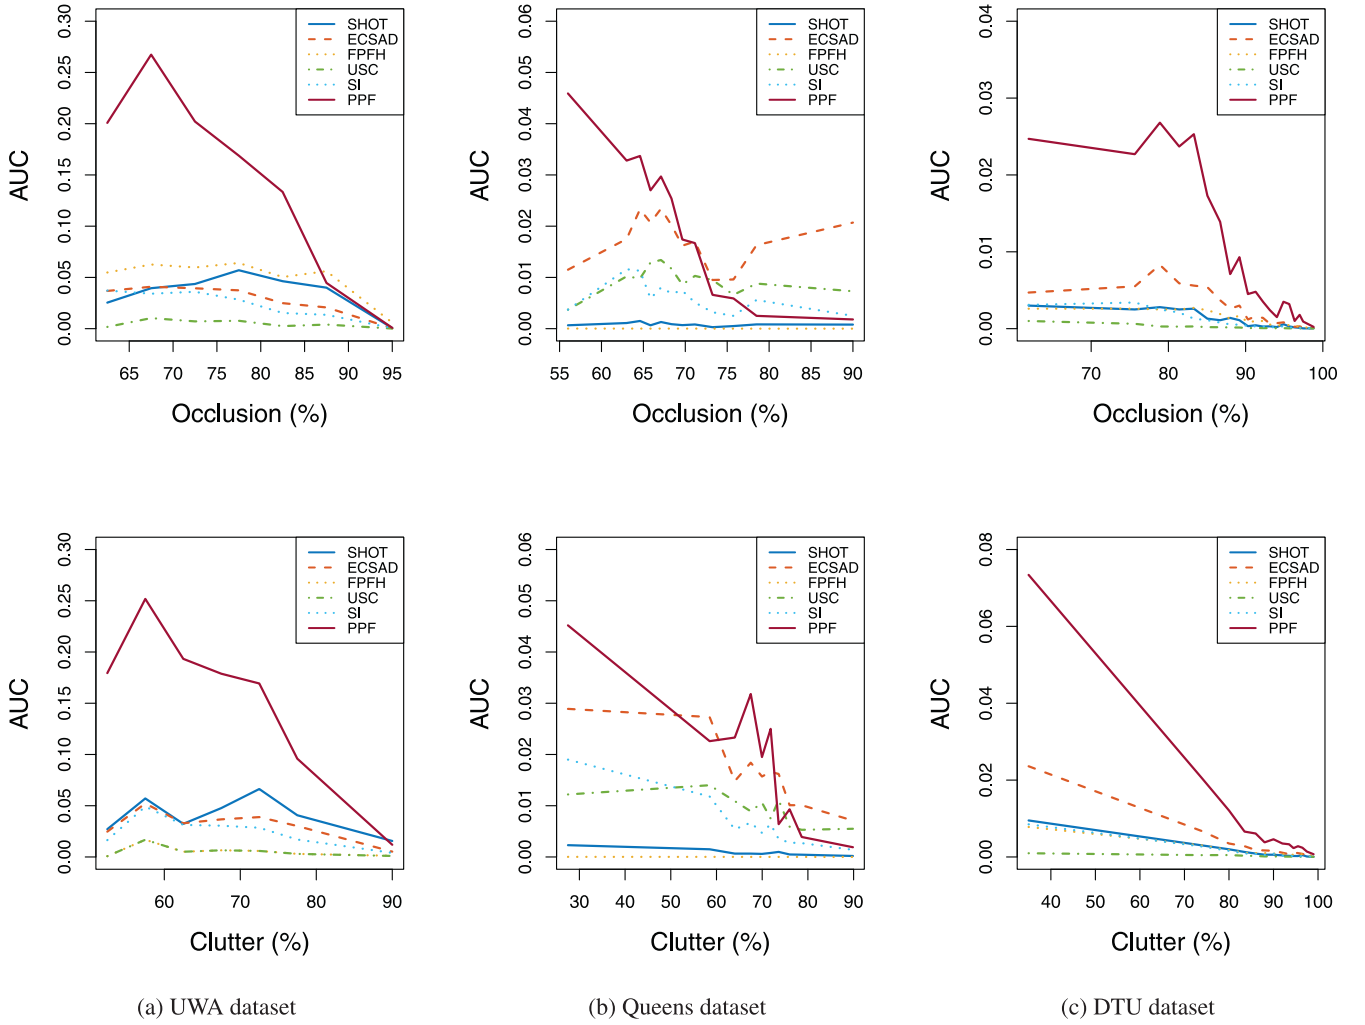 AUC
0.00 0.05 0.10 0.15 0.20 0.25 0.30
SHOT
ECSAD
FPFH
USC
SI
PPF
65 70 75 80 85 90 95
Occlusion (%)
AUC
0.00 0.01 0.02 0.03 0.04 0.05 0.06
SHOT
ECSAD
FPFH
USC
SI
PPF
55 60 65 70 75 80 85 90
Occlusion (%)
AUC
0.00 0.01 0.02 0.03 0.04
SHOT
ECSAD
FPFH
USC
SI
PPF
70 80 90 100
Occlusion (%)
AUC
0.00 0.05 0.10 0.15 0.20 0.25 0.30
SHOT
ECSAD
FPFH
USC
SI
PPF
60 70 80 90
Clutter (%)
AUC
0.00 0.01 0.02 0.03 0.04 0.05 0.06
SHOT
ECSAD
FPFH
USC
SI
PPF
30 40 50 60 70 80 90
Clutter (%)
AUC
0.00 0.02 0.04 0.06 0.08
SHOT
ECSAD
FPFH
USC
SI
PPF
40 50 60 70 80 90 100
Clutter (%)
(a) UWA dataset
(b) Queens dataset
(c) DTU dataset